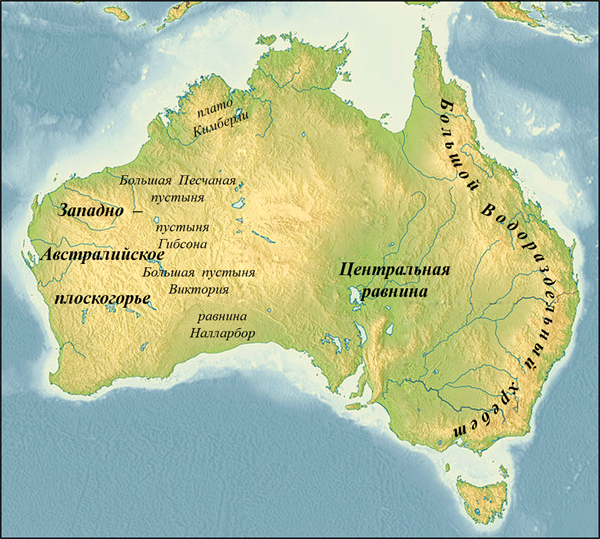 плато
Кимберли
Большая Песчаная
пустыня
Западно –
пустыня
Гибсона
Австралийское
Большая пустыня
Виктория
плоскогорье
равнина
Налларбор
Центральная
равнина
Большой Водораздельный хребет